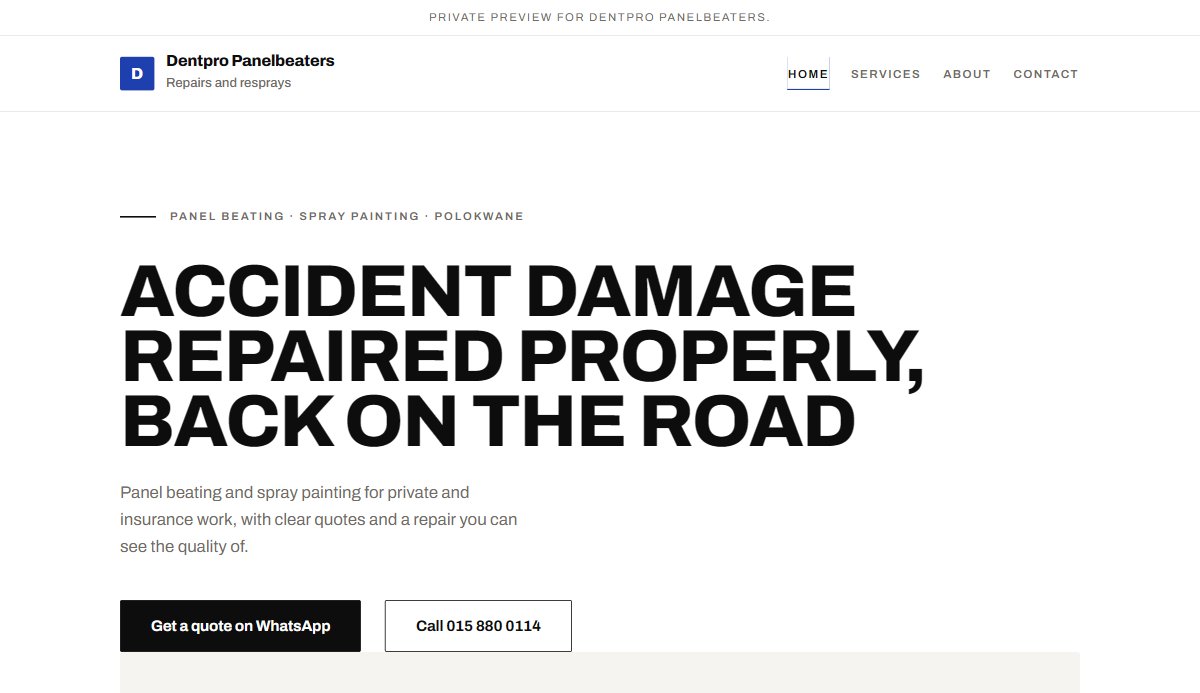 PRIVATE PREVIEW FOR DENTPRO PANELBEATERS.
D
Dentpro Panelbeaters
Repairs and resprays
HOME SERVICES ABOUT CONTACT
PANEL BEATING · SPRAY PAINTING · POLOKWANE
ACCIDENT DAMAGE
REPAIRED PROPERLY,
BACK ON THE ROAD
Panel beating and spray painting for private and
insurance work, with clear quotes and a repair you can
see the quality of.
Get a quote on WhatsApp
Call 015 880 0114